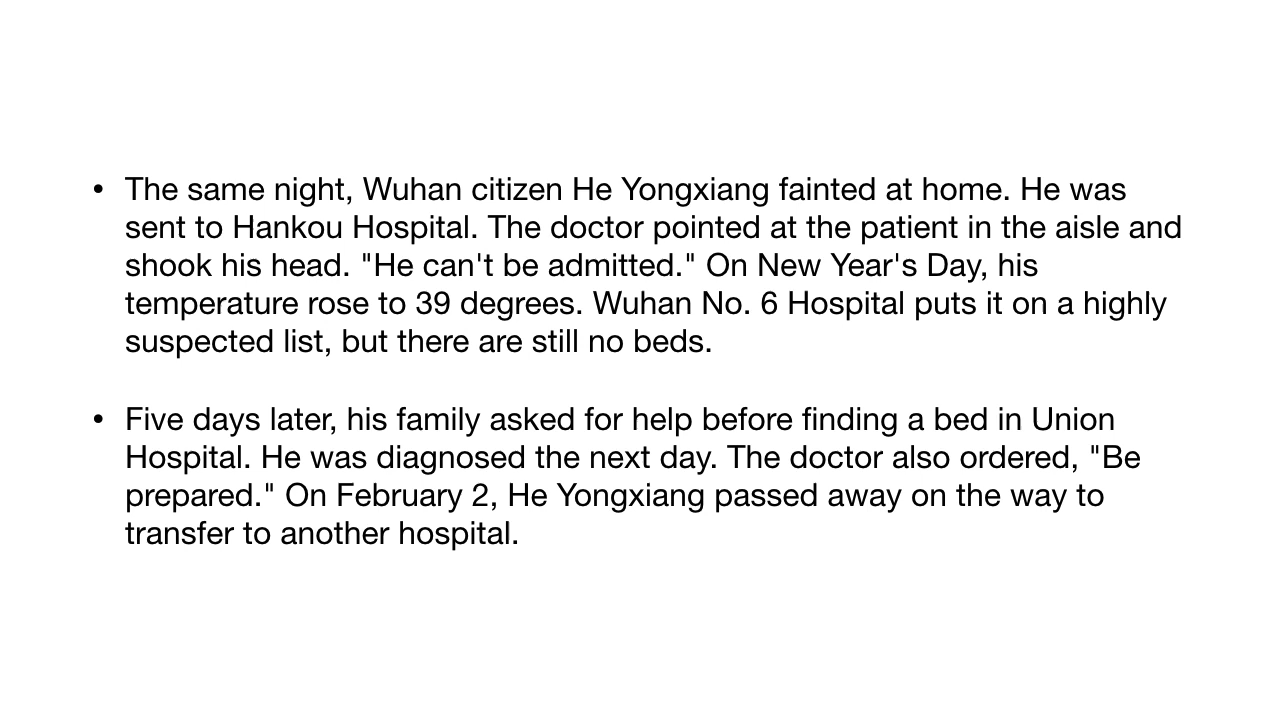 • The same night, Wuhan citizen He Yongxiang fainted at home. He was
sent to Hankou Hospital. The doctor pointed at the patient in the aisle and
shook his head. "He can't be admitted." On New Year's Day, his
temperature rose to 39 degrees. Wuhan No. 6 Hospital puts it on a highly
suspected list, but there are still no beds.
• Five days later, his family asked for help before finding a bed in Union
Hospital. He was diagnosed the next day. The doctor also ordered, "Be
prepared." On February 2, He Yongxiang passed away on the way to
transfer to another hospital.